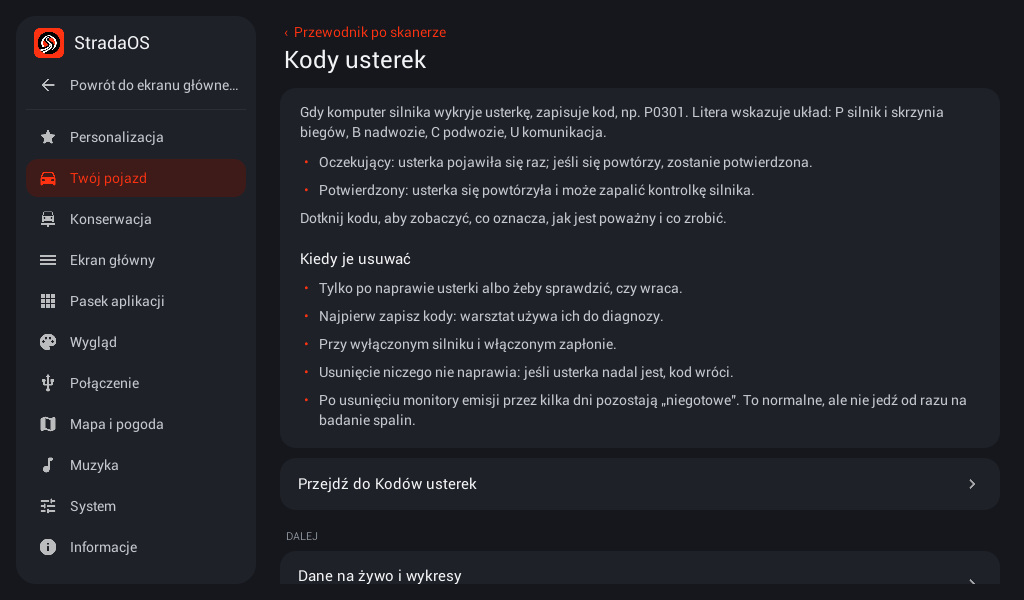 StradaOS
Powrót do ekranu główne...
Personalizacja
Twój pojazd
Konserwacja
Ekran główny
Pasek aplikacji
Wygląd
Połączenie
Mapa i pogoda
Muzyka
System
Informacje
‹ Przewodnik po skanerze
Kody usterek
Gdy komputer silnika wykryje usterkę, zapisuje kod, np. P0301. Litera wskazuje układ: P silnik i skrzynia
biegów, B nadwozie, C podwozie, U komunikacja.
• Oczekujący: usterka pojawiła się raz; jeśli się powtórzy, zostanie potwierdzona.
• Potwierdzony: usterka się powtórzyła i może zapalić kontrolkę silnika.
Dotknij kodu, aby zobaczyć, co oznacza, jak jest poważny i co zrobić.
Kiedy je usuwać
• Tylko po naprawie usterki albo żeby sprawdzić, czy wraca.
• Najpierw zapisz kody: warsztat używa ich do diagnozy.
• Przy wyłączonym silniku i włączonym zapłonie.
• Usunięcie niczego nie naprawia: jeśli usterka nadal jest, kod wróci.
• Po usunięciu monitory emisji przez kilka dni pozostają „niegotowe”. To normalne, ale nie jedź od razu na
badanie spalin.
Przejdź do Kodów usterek
DALEJ
Dane na żywo i wykresy